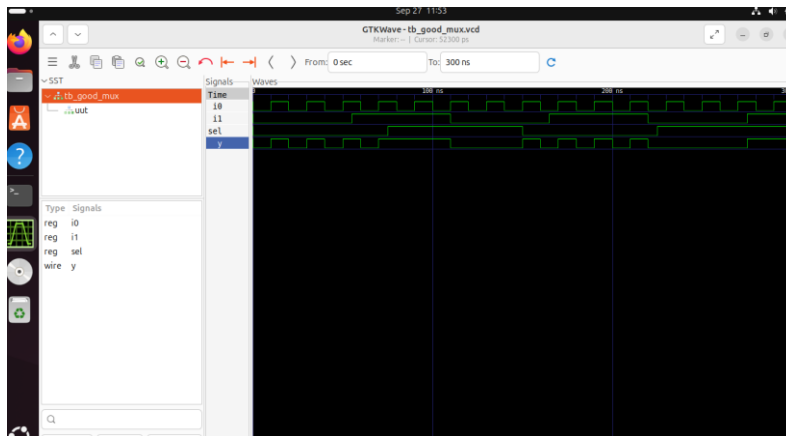 Sep 27 11:53
GTKWave - tb_good_mux.vcd
Marker: -- | Cursor: 52300 ps
From: 0 sec To: 300 ns
SST
tb_good_mux
uut
Type Signals
reg i0
reg i1
reg sel
wire y
Signals
Time
i0
i1
sel
y
Waves
100 ns 200 ns